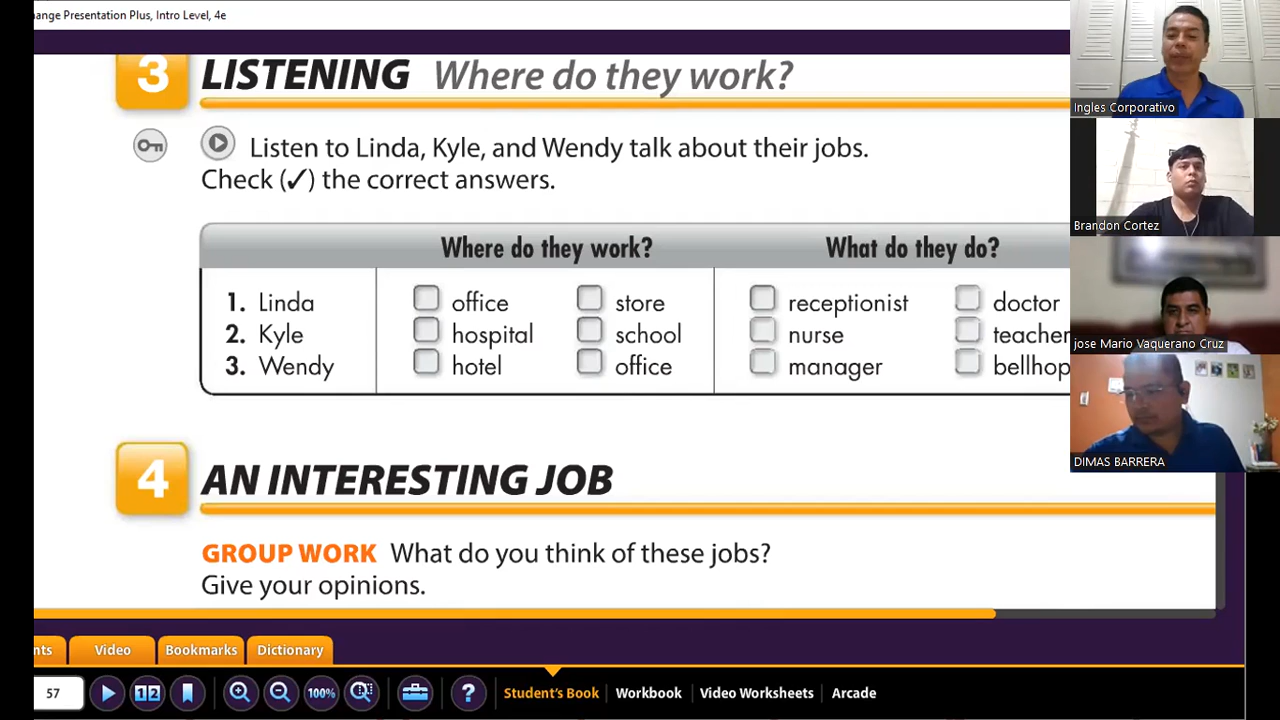 hange Presentation Plus, Intro Level, 4e
3 LISTENING Where do they work?
Listen to Linda, Kyle, and Wendy talk about their jobs.
Check (✓) the correct answers.
Where do they work? What do they do?
1. Linda office store receptionist doctor
2. Kyle hospital school nurse teacher
3. Wendy hotel office manager bellhop
4 AN INTERESTING JOB
GROUP WORK What do you think of these jobs?
Give your opinions.
Ingles Corporativo
Brandon Cortez
jose Mario Vaquerano Cruz
DIMAS BARRERA
nts Video Bookmarks Dictionary
57 1 2 100% ? Student's Book Workbook Video Worksheets Arcade